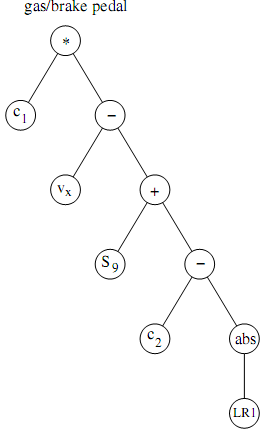 gas/brake pedal
*
c1 −
vx +
S9 −
c2 abs
LR1